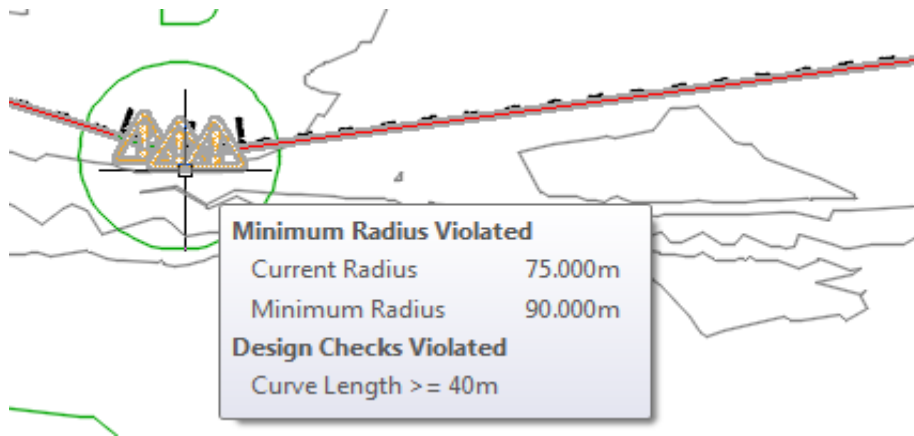 Minimum Radius Violated
Current Radius 75.000m
Minimum Radius 90.000m
Design Checks Violated
Curve Length >= 40m